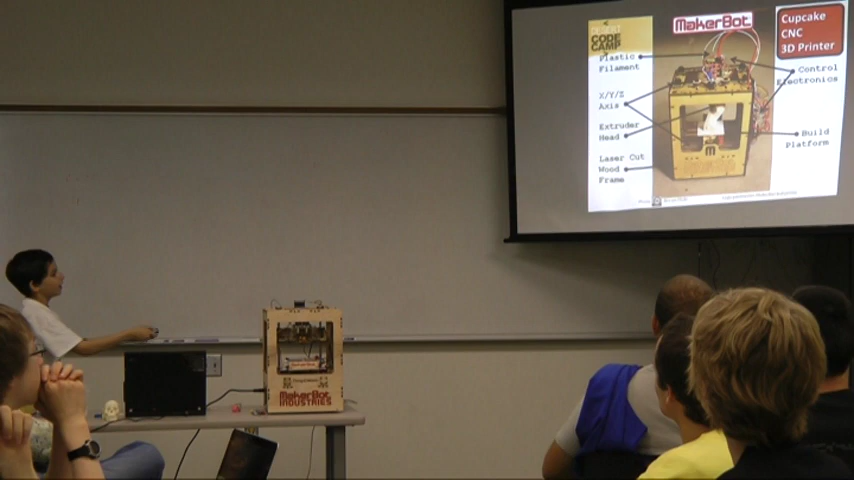 CODE
CAMP
MakerBot
Cupcake
CNC
3D Printer
Plastic
Filament
X/Y/Z
Axis
Extruder
Head
Laser Cut
Wood
Frame
Control
Electronics
Build
Platform
M
MakerBot
INDUSTRIES